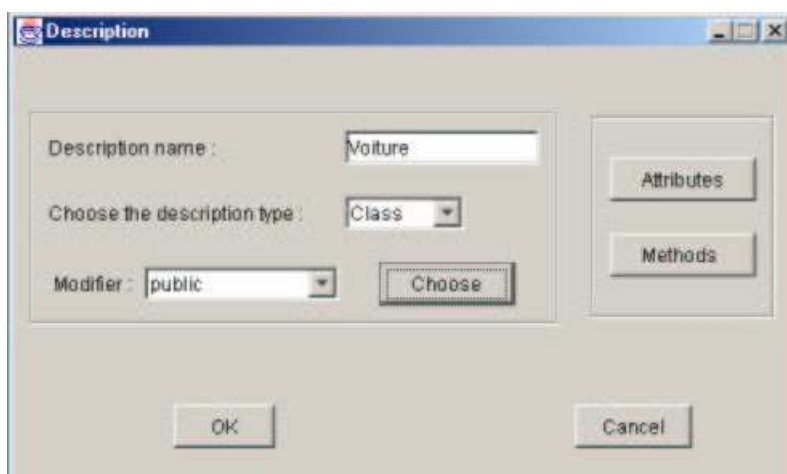 Description
Description name : Voiture
Choose the description type : Class
Modifier : public Choose
Attributes
Methods
OK
Cancel